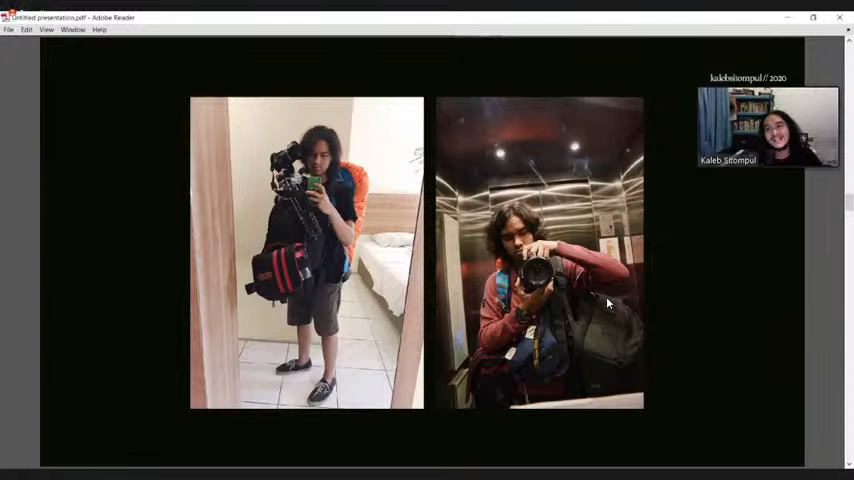 Untitled presentation.pdf - Adobe Reader
File Edit View Window Help
kalebsitompul // 2020
Kaleb Sitompul